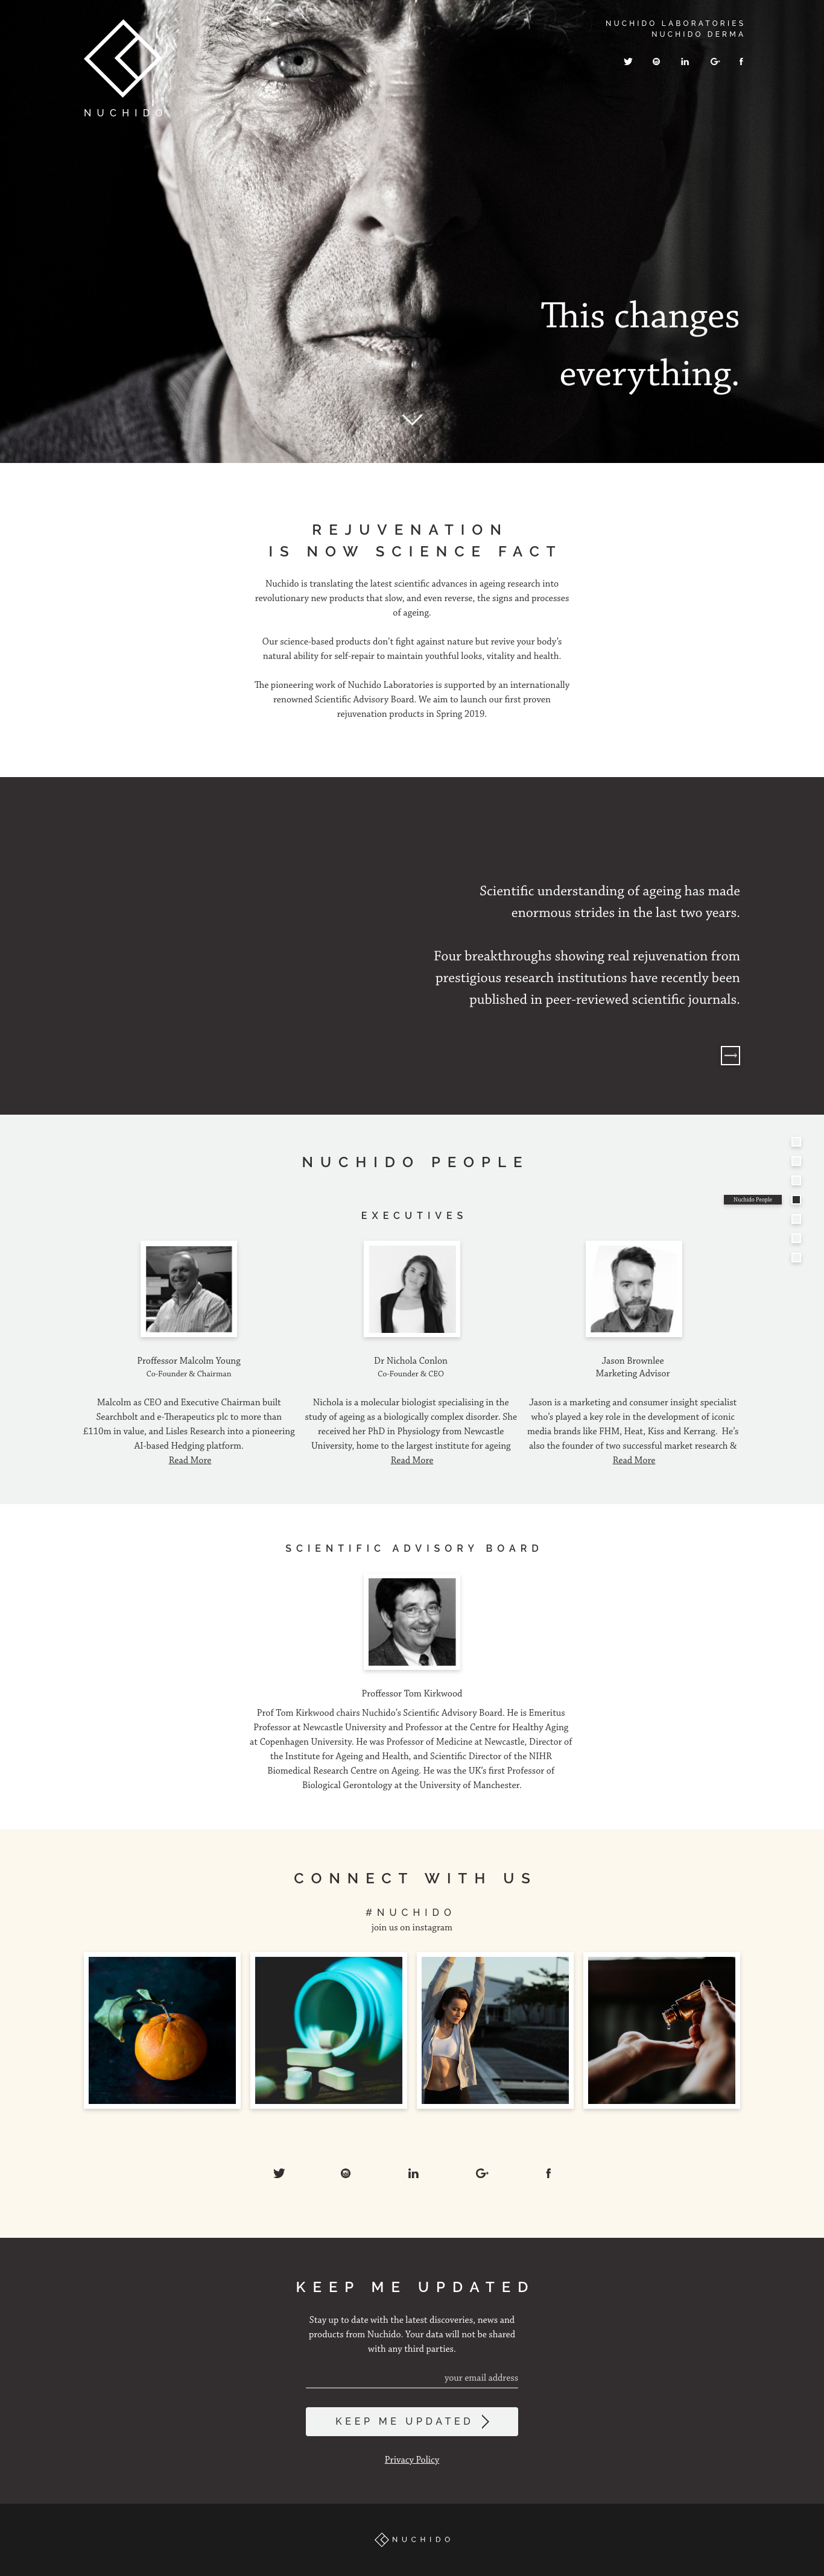 NUCHIDO LABORATORIES
NUCHIDO DERMA
NUCHIDO
This changes
everything.
REJUVENATION
IS NOW SCIENCE FACT
Nuchido is translating the latest scientific advances in ageing research into
revolutionary new products that slow, and even reverse, the signs and processes
of ageing.
Our science-based products don't fight against nature but revive your body's
natural ability for self-repair to maintain youthful looks, vitality and health.
The pioneering work of Nuchido Laboratories is supported by an internationally
renowned Scientific Advisory Board. We aim to launch our first proven
rejuvenation products in Spring 2019.
Scientific understanding of ageing has made
enormous strides in the last two years.
Four breakthroughs showing real rejuvenation from
prestigious research institutions have recently been
published in peer-reviewed scientific journals.
NUCHIDO PEOPLE
Nuchido People
EXECUTIVES
Proffessor Malcolm Young
Co-Founder & Chairman
Malcolm as CEO and Executive Chairman built
Searchbolt and e-Therapeutics plc to more than
£110m in value, and Lisles Research into a pioneering
AI-based Hedging platform.
Read More
Dr Nichola Conlon
Co-Founder & CEO
Nichola is a molecular biologist specialising in the
study of ageing as a biologically complex disorder. She
received her PhD in Physiology from Newcastle
University, home to the largest institute for ageing
Read More
Jason Brownlee
Marketing Advisor
Jason is a marketing and consumer insight specialist
who's played a key role in the development of iconic
media brands like FHM, Heat, Kiss and Kerrang. He's
also the founder of two successful market research &
Read More
SCIENTIFIC ADVISORY BOARD
Proffessor Tom Kirkwood
Prof Tom Kirkwood chairs Nuchido's Scientific Advisory Board. He is Emeritus
Professor at Newcastle University and Professor at the Centre for Healthy Aging
at Copenhagen University. He was Professor of Medicine at Newcastle, Director of
the Institute for Ageing and Health, and Scientific Director of the NIHR
Biomedical Research Centre on Ageing. He was the UK's first Professor of
Biological Gerontology at the University of Manchester.
CONNECT WITH US
#NUCHIDO
join us on instagram
KEEP ME UPDATED
Stay up to date with the latest discoveries, news and
products from Nuchido. Your data will not be shared
with any third parties.
your email address
KEEP ME UPDATED
Privacy Policy
NUCHIDO